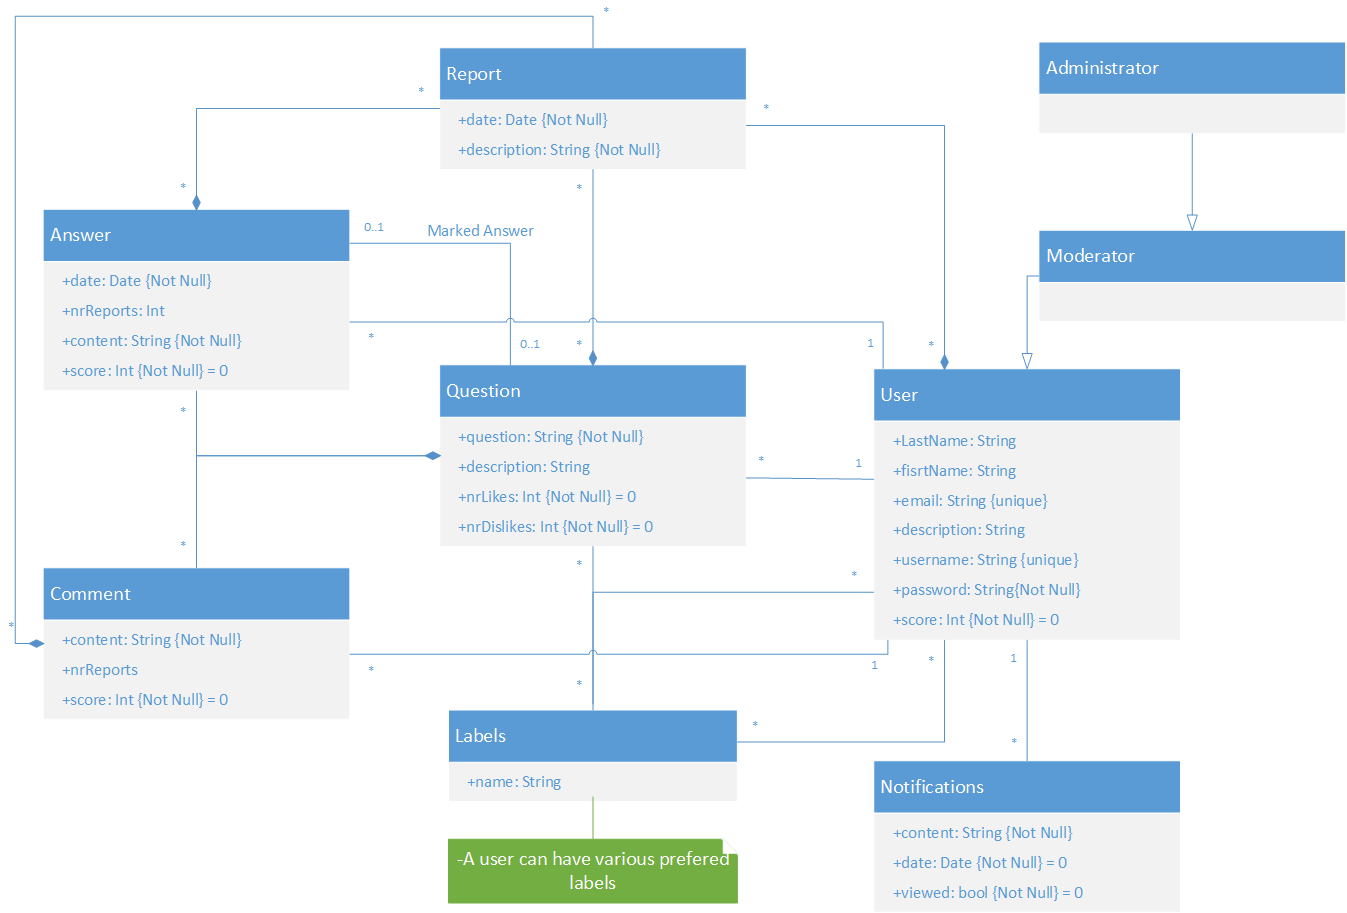 *
Report
+date: Date {Not Null}
+description: String {Not Null}
*
*
*
*
Administrator
Moderator
Answer
+date: Date {Not Null}
+nrReports: Int
+content: String {Not Null}
+score: Int {Not Null} = 0
0..1
Marked Answer
*
0..1
*
1
*
Question
+question: String {Not Null}
+description: String
+nrLikes: Int {Not Null} = 0
+nrDislikes: Int {Not Null} = 0
*
1
User
+LastName: String
+fisrtName: String
+email: String {unique}
+description: String
+username: String {unique}
+password: String{Not Null}
+score: Int {Not Null} = 0
*
*
*
*
*
Comment
+content: String {Not Null}
+nrReports
+score: Int {Not Null} = 0
*
1
*
1
*
Labels
+name: String
*
*
-A user can have various prefered
labels
Notifications
+content: String {Not Null}
+date: Date {Not Null} = 0
+viewed: bool {Not Null} = 0